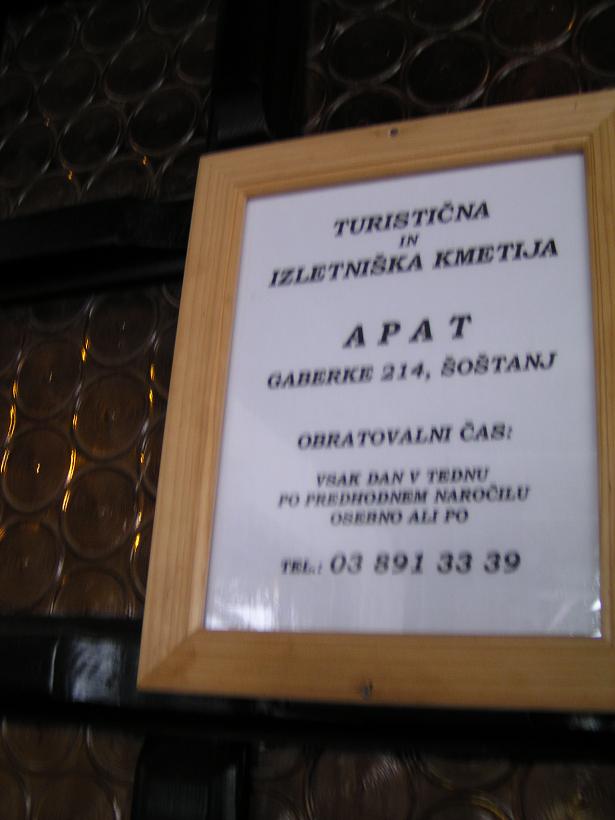 TURISTIČNA
IN
IZLETNIŠKA KMETIJA
APAT
GABERKE 214, ŠOŠTANJ
OBRATOVALNI ČAS:
VSAK DAN V TEDNU
PO PREDHODNEM NAROČILU
OSEBNO ALI PO
TEL.: 03 891 33 39